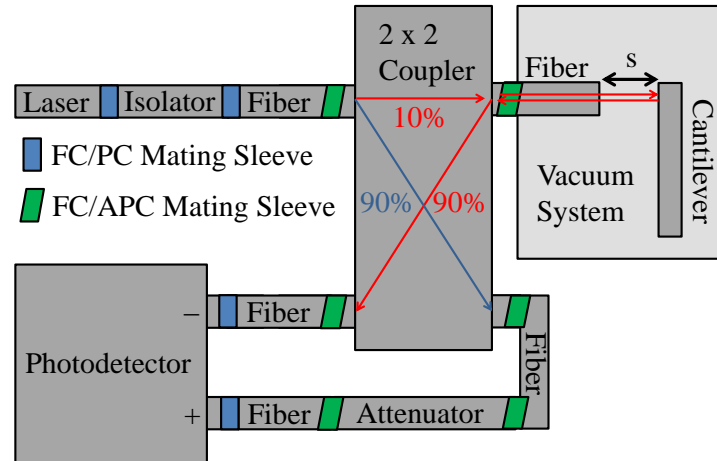 2 x 2
Coupler
Fiber
s
Laser
Isolator
Fiber
10%
Cantilever
FC/PC Mating Sleeve
FC/APC Mating Sleeve
90%
90%
Vacuum
System
−
Fiber
Photodetector
Fiber
+
Fiber
Attenuator